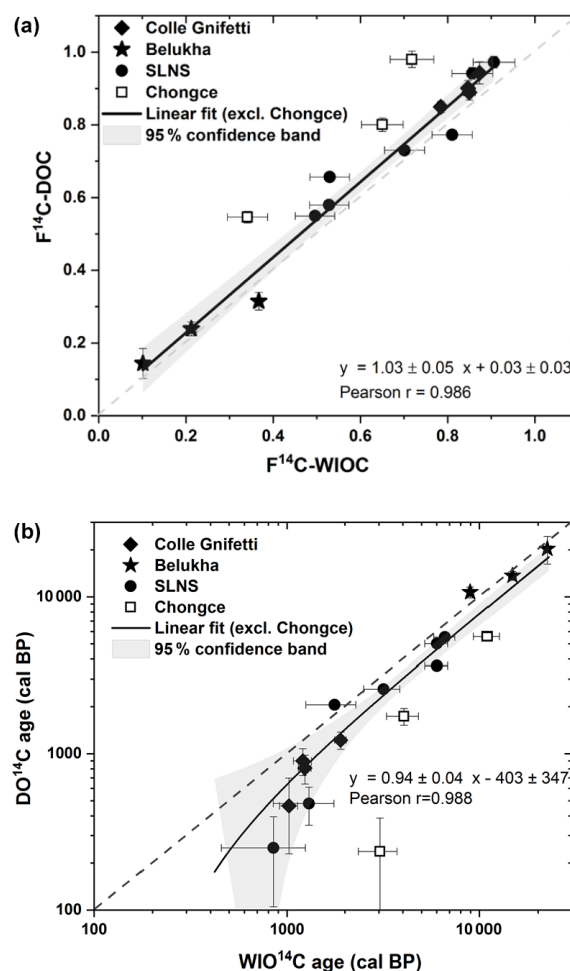 (a)
Colle Gnifetti
Belukha
SLNS
Chongce
Linear fit (excl. Chongce)
95 % confidence band
1.0
0.8
0.6
0.4
0.2
0.0
F¹⁴C-DOC
y = 1.03 ± 0.05 x + 0.03 ± 0.03
Pearson r = 0.986
0.0 0.2 0.4 0.6 0.8 1.0
F¹⁴C-WIOC
(b)
Colle Gnifetti
Belukha
SLNS
Chongce
Linear fit (excl. Chongce)
95 % confidence band
10 000
1000
100
DO¹⁴C age (cal BP)
y = 0.94 ± 0.04 x - 403 ± 347
Pearson r=0.988
100 1000 10 000
WIO¹⁴C age (cal BP)